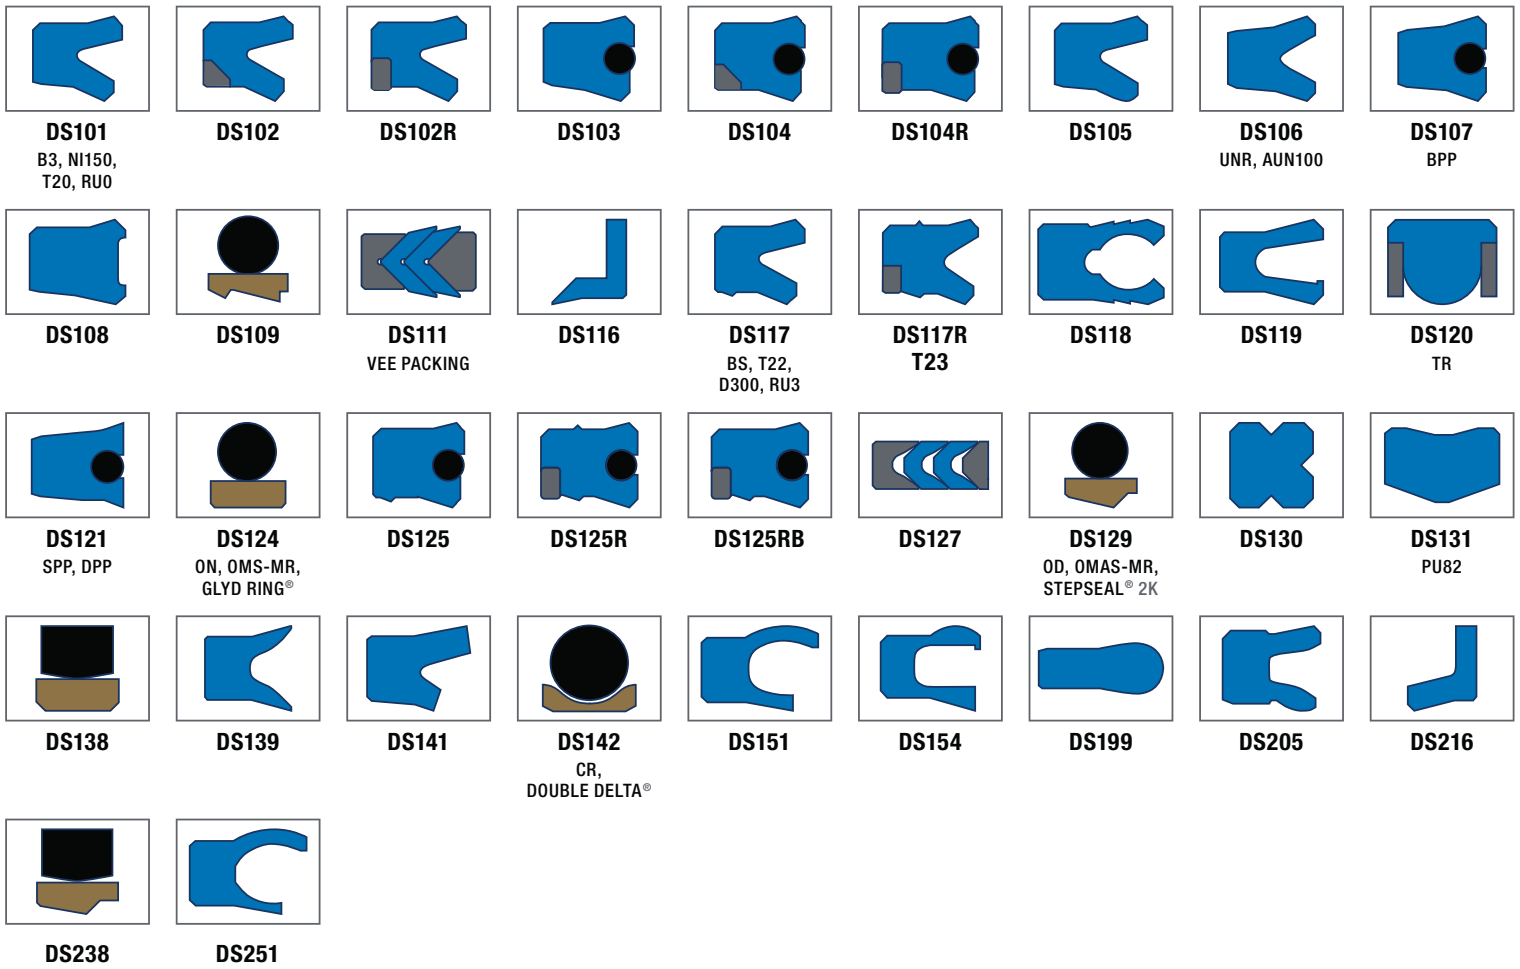 DS101
B3, NI150,
T20, RU0
DS102
DS102R
DS103
DS104
DS104R
DS105
DS106
UNR, AUN100
DS107
BPP
DS108
DS109
DS111
VEE PACKING
DS116
DS117
BS, T22,
D300, RU3
DS117R
T23
DS118
DS119
DS120
TR
DS121
SPP, DPP
DS124
ON, OMS-MR,
GLYD RING®
DS125
DS125R
DS125RB
DS127
DS129
OD, OMAS-MR,
STEPSEAL® 2K
DS130
DS131
PU82
DS138
DS139
DS141
DS142
CR,
DOUBLE DELTA®
DS151
DS154
DS199
DS205
DS216
DS238
DS251